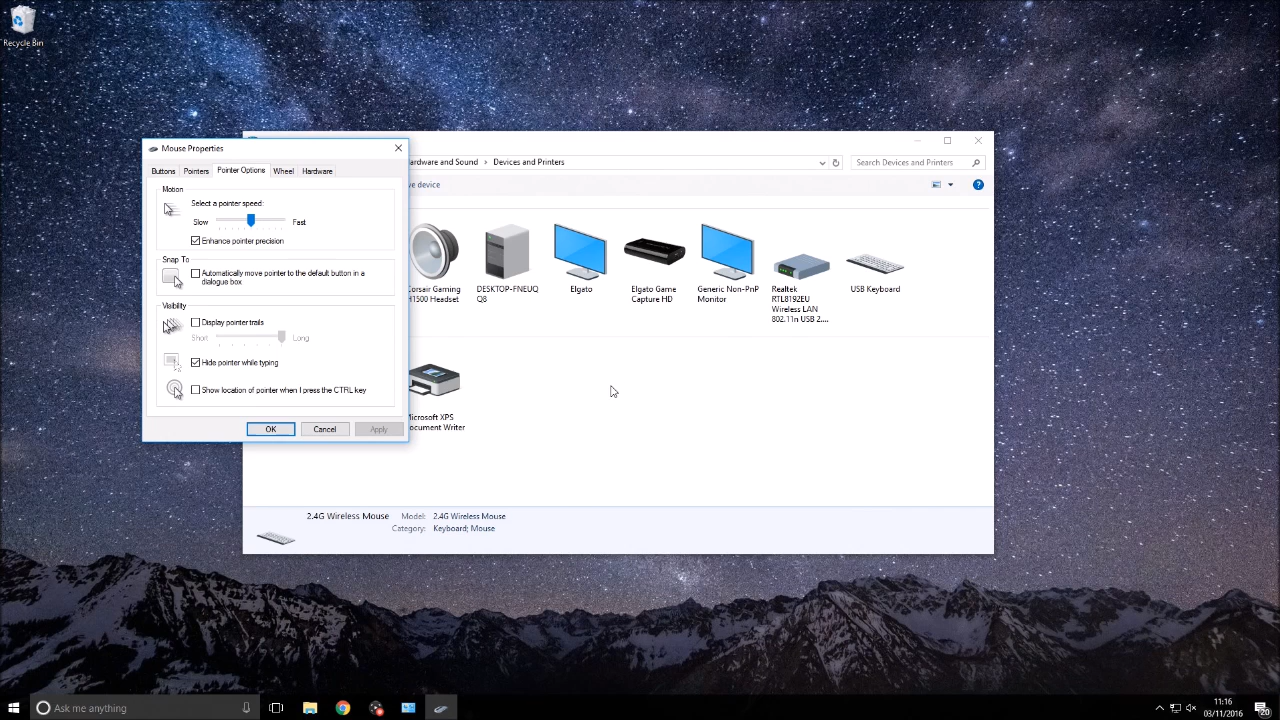 Recycle Bin
Mouse Properties
Buttons
Pointers
Pointer Options
Wheel
Hardware
Motion
Select a pointer speed:
Slow
Fast
Enhance pointer precision
Snap To
Automatically move pointer to the default button in a
dialogue box
Visibility
Display pointer trails
Short
Long
Hide pointer while typing
Show location of pointer when I press the CTRL key
OK
Cancel
Apply
ardware and Sound
Devices and Printers
Search Devices and Printers
ve device
Corsair Gaming
H1500 Headset
DESKTOP-FNEUQ
Q8
Elgato
Elgato Game
Capture HD
Generic Non-PnP
Monitor
Realtek
RTL8192EU
Wireless LAN
802.11n USB 2....
USB Keyboard
Microsoft XPS
Document Writer
2.4G Wireless Mouse
Model: 2.4G Wireless Mouse
Category: Keyboard; Mouse
Ask me anything
11:16
03/11/2016
20